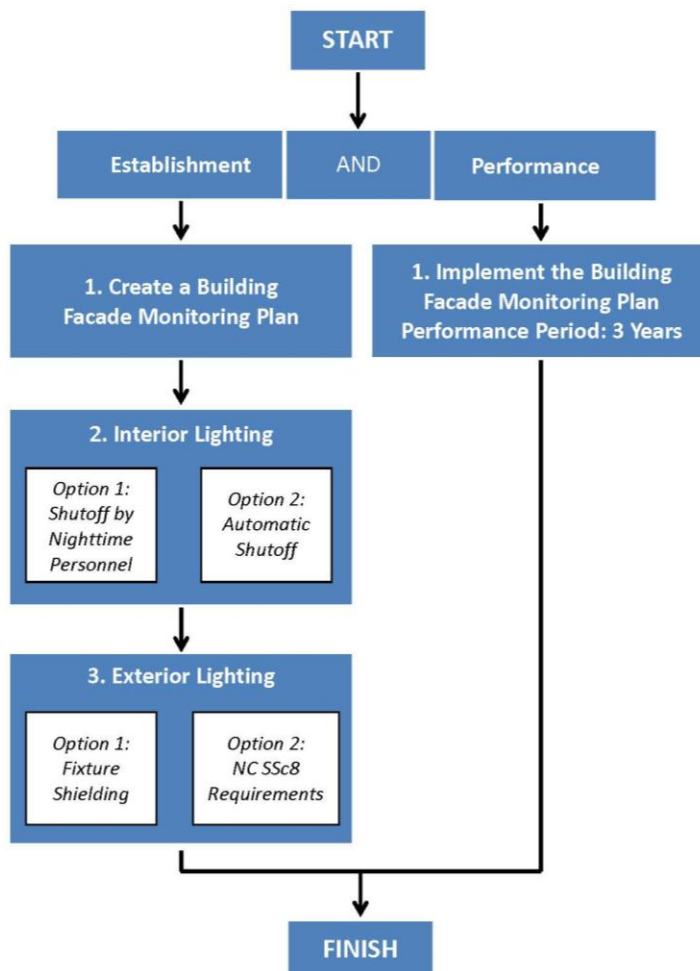 START
Establishment
AND
Performance
1. Create a Building
Facade Monitoring Plan
1. Implement the Building
Facade Monitoring Plan
Performance Period: 3 Years
2. Interior Lighting
Option 1:
Shutoff by
Nighttime
Personnel
Option 2:
Automatic
Shutoff
3. Exterior Lighting
Option 1:
Fixture
Shielding
Option 2:
NC SSc8
Requirements
FINISH